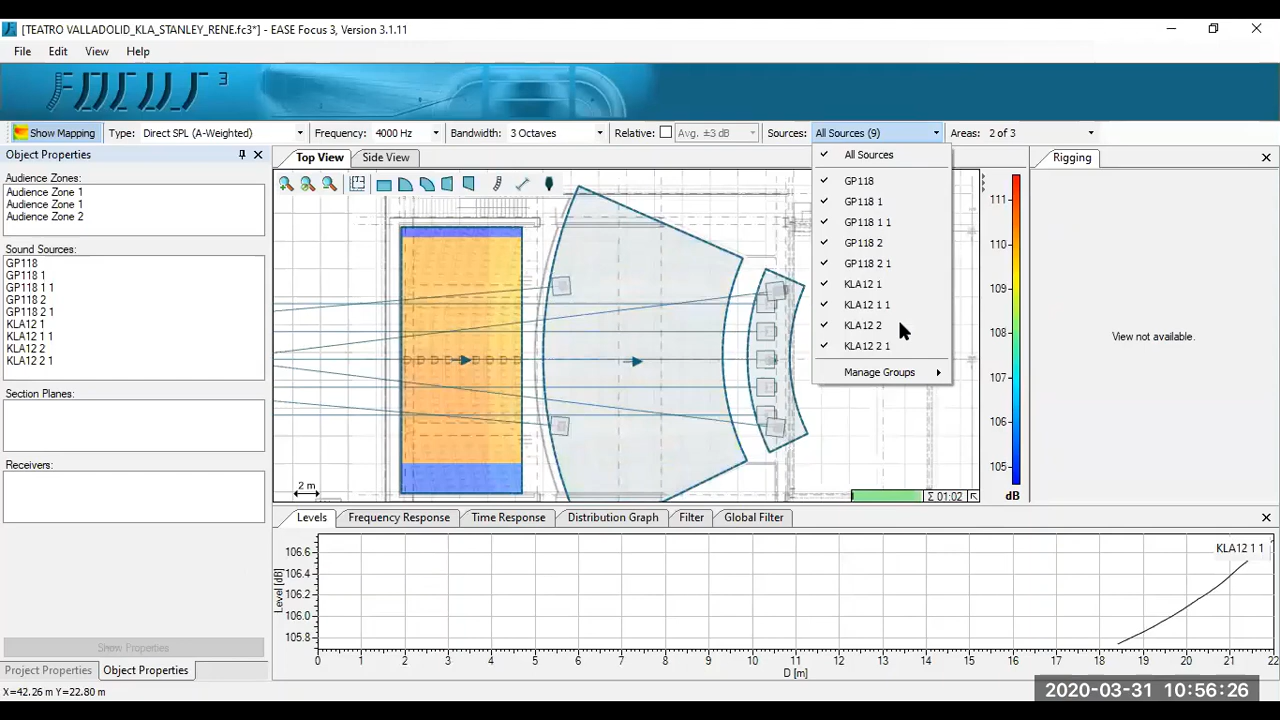 [TEATRO VALLADOLID_KLA_STANLEY_RENE.fc3*] - EASE Focus 3, Version 3.1.11
File Edit View Help
FOCUS 3
Show Mapping Type: Direct SPL (A-Weighted) Frequency: 4000 Hz Bandwidth: 3 Octaves Relative: Avg. ±3 dB Sources: All Sources (9) Areas: 2 of 3
Object Properties
Audience Zones:
Audience Zone 1
Audience Zone 1
Audience Zone 2
Sound Sources:
GP118
GP118 1
GP118 1 1
GP118 2
GP118 2 1
KLA12 1
KLA12 1 1
KLA12 2
KLA12 2 1
Section Planes:
Receivers:
Show Properties
Project Properties Object Properties
X=42.26 m Y=22.80 m
Top View Side View
2 m
Σ 01:02
All Sources
GP118
GP118 1
GP118 1 1
GP118 2
GP118 2 1
KLA12 1
KLA12 1 1
KLA12 2
KLA12 2 1
Manage Groups
111
110
109
108
107
106
105
dB
Rigging
View not available.
Levels Frequency Response Time Response Distribution Graph Filter Global Filter
KLA12 1 1
Level [dB]
106.6
106.4
106.2
106.0
105.8
0 1 2 3 4 5 6 7 8 9 10 11 12 13 14 15 16 17 18 19 20 21 22
D [m]
2020-03-31 10:56:26